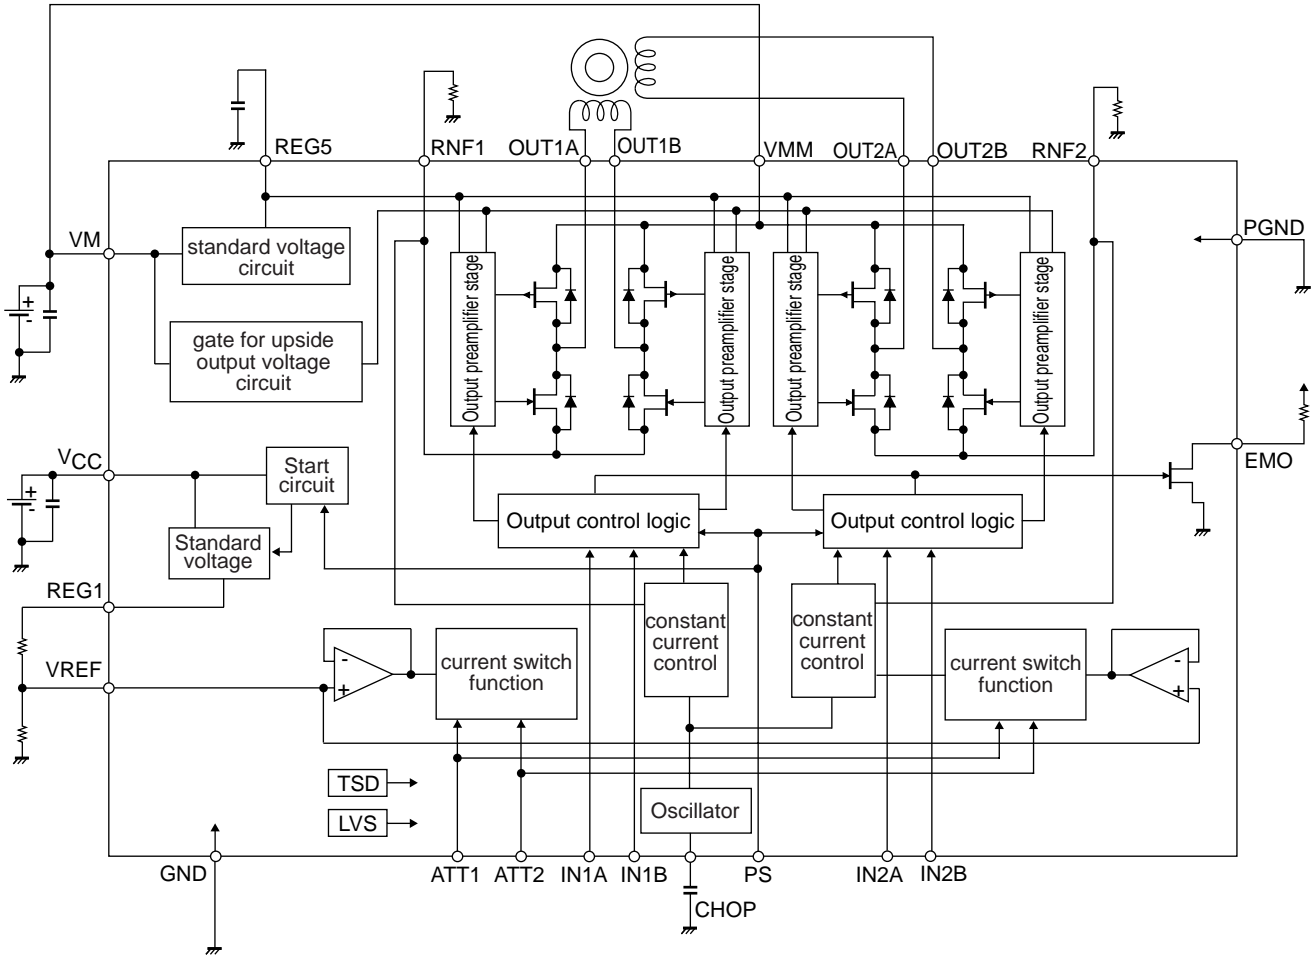 REG5
RNF1
OUT1A
OUT1B
VMM
OUT2A
OUT2B
RNF2
VM
standard voltage
circuit
PGND
+
-
gate for upside
output voltage
circuit
Output preamplifier stage
Output preamplifier stage
Output preamplifier stage
Output preamplifier stage
VCC
+
-
Start
circuit
EMO
Output control logic
Output control logic
Standard
voltage
REG1
constant
current
control
constant
current
control
VREF
-
+
current switch
function
current switch
function
-
+
TSD
LVS
Oscillator
GND
ATT1
ATT2
IN1A
IN1B
CHOP
PS
IN2A
IN2B